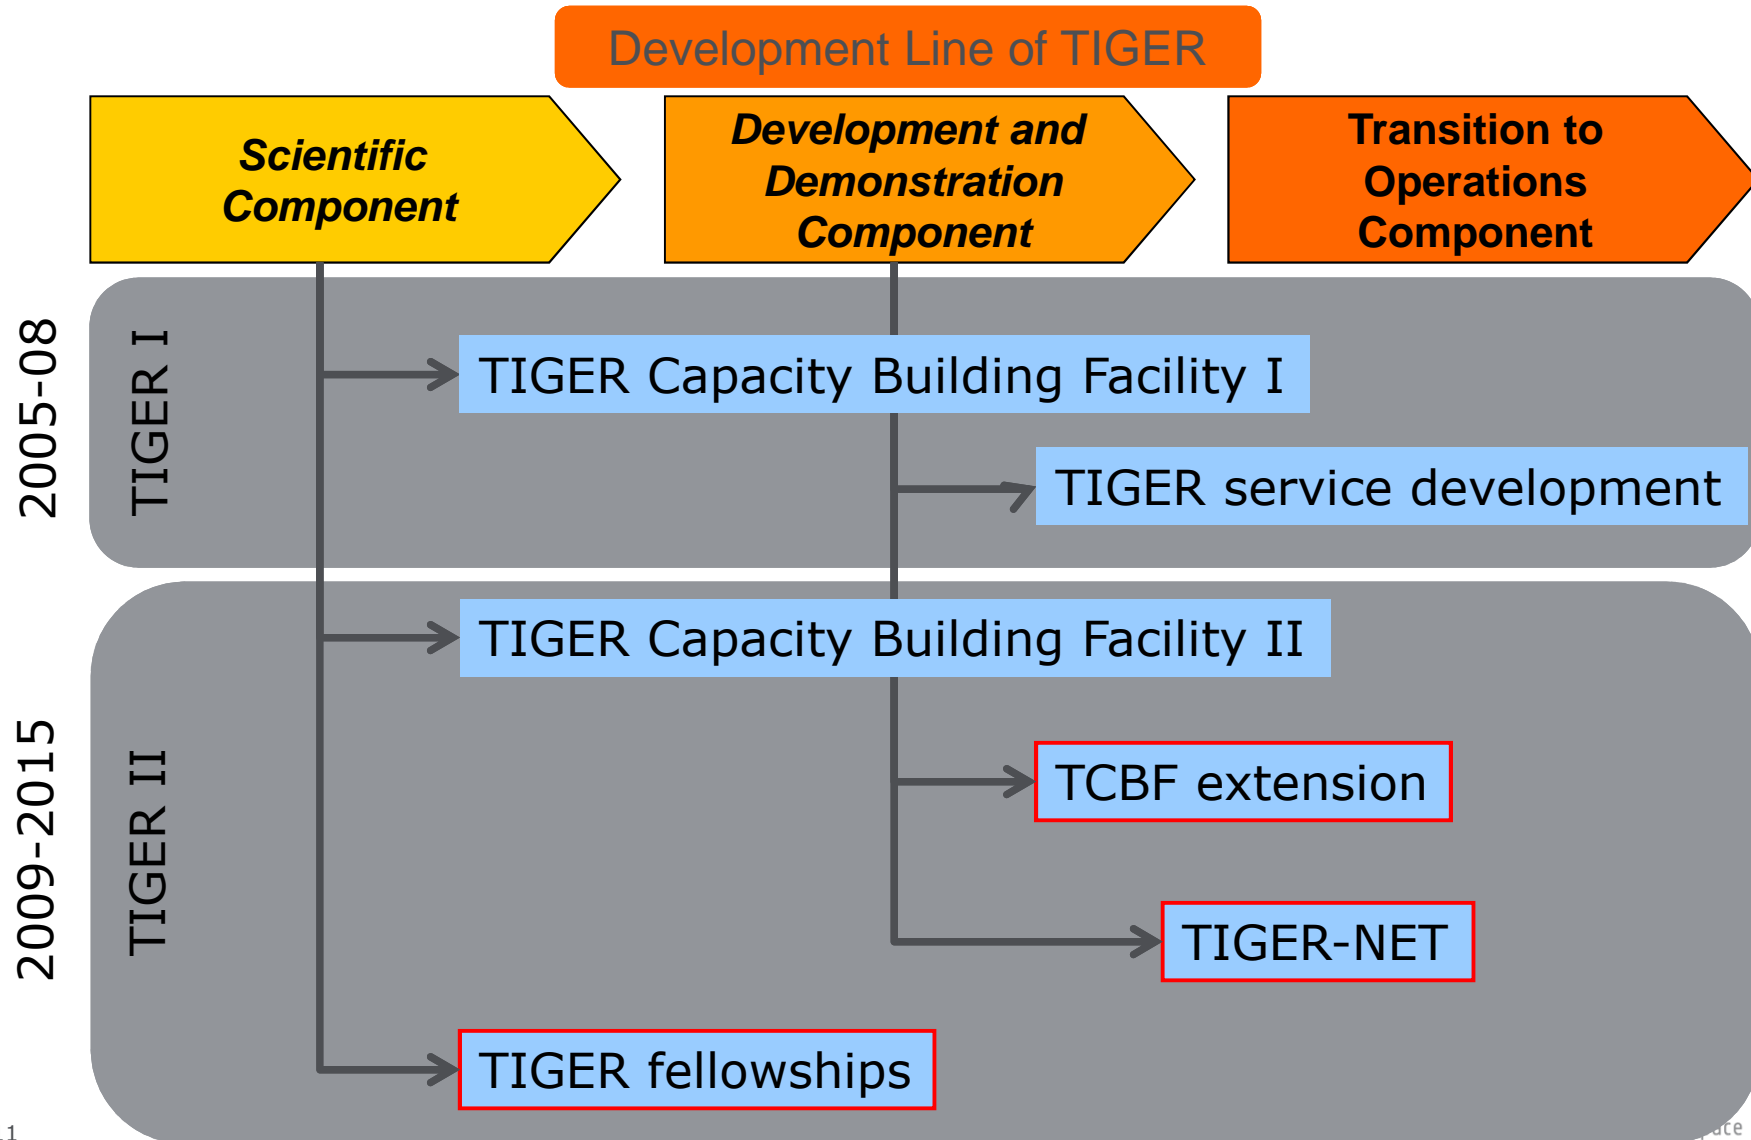 Development Line of TIGER
Scientific
Component
Development and
Demonstration
Component
Transition to
Operations
Component
2005-08
TIGER I
TIGER Capacity Building Facility I
TIGER service development
2009-2015
TIGER II
TIGER Capacity Building Facility II
TCBF extension
TIGER-NET
TIGER fellowships